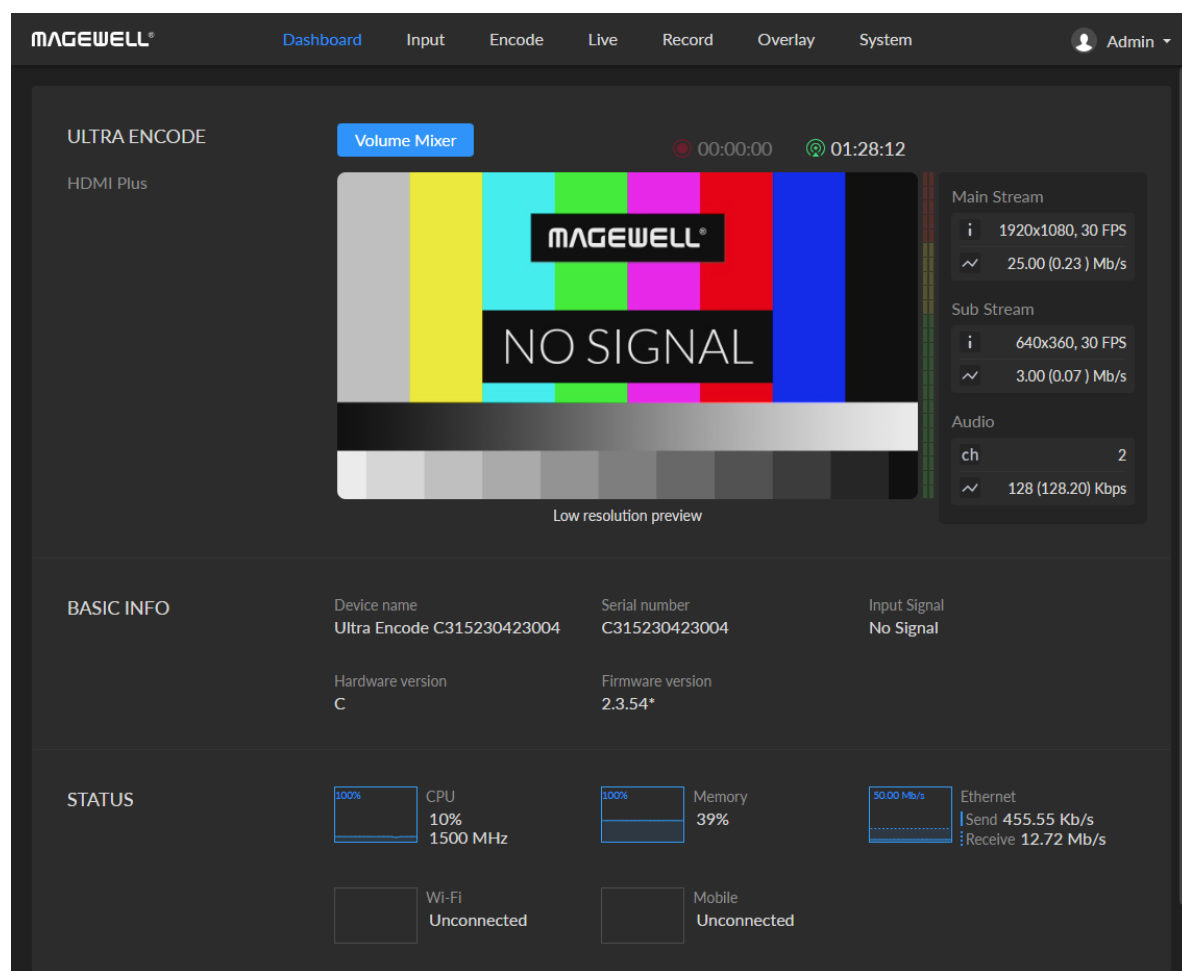 MAGEWELL®
Dashboard Input Encode Live Record Overlay System Admin
ULTRA ENCODE
HDMI Plus
Volume Mixer
00:00:00 01:28:12
MAGEWELL®
NO SIGNAL
Low resolution preview
Main Stream
i 1920x1080, 30 FPS
25.00 (0.23 ) Mb/s
Sub Stream
i 640x360, 30 FPS
3.00 (0.07 ) Mb/s
Audio
ch 2
128 (128.20) Kbps
BASIC INFO
Device name
Ultra Encode C315230423004
Serial number
C315230423004
Input Signal
No Signal
Hardware version
C
Firmware version
2.3.54*
STATUS
100%
CPU
10%
1500 MHz
100%
Memory
39%
50.00 Mb/s
Ethernet
Send 455.55 Kb/s
Receive 12.72 Mb/s
Wi-Fi
Unconnected
Mobile
Unconnected